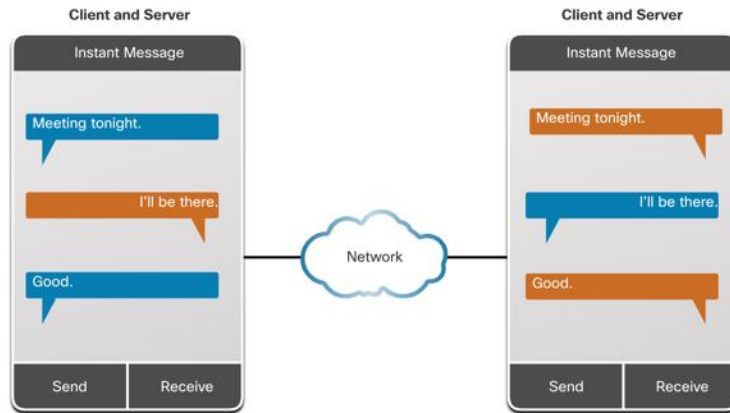 Client and Server
Instant Message
Meeting tonight.
I'll be there.
Good.
Send
Receive
Network
Client and Server
Instant Message
Meeting tonight.
I'll be there.
Good.
Send
Receive